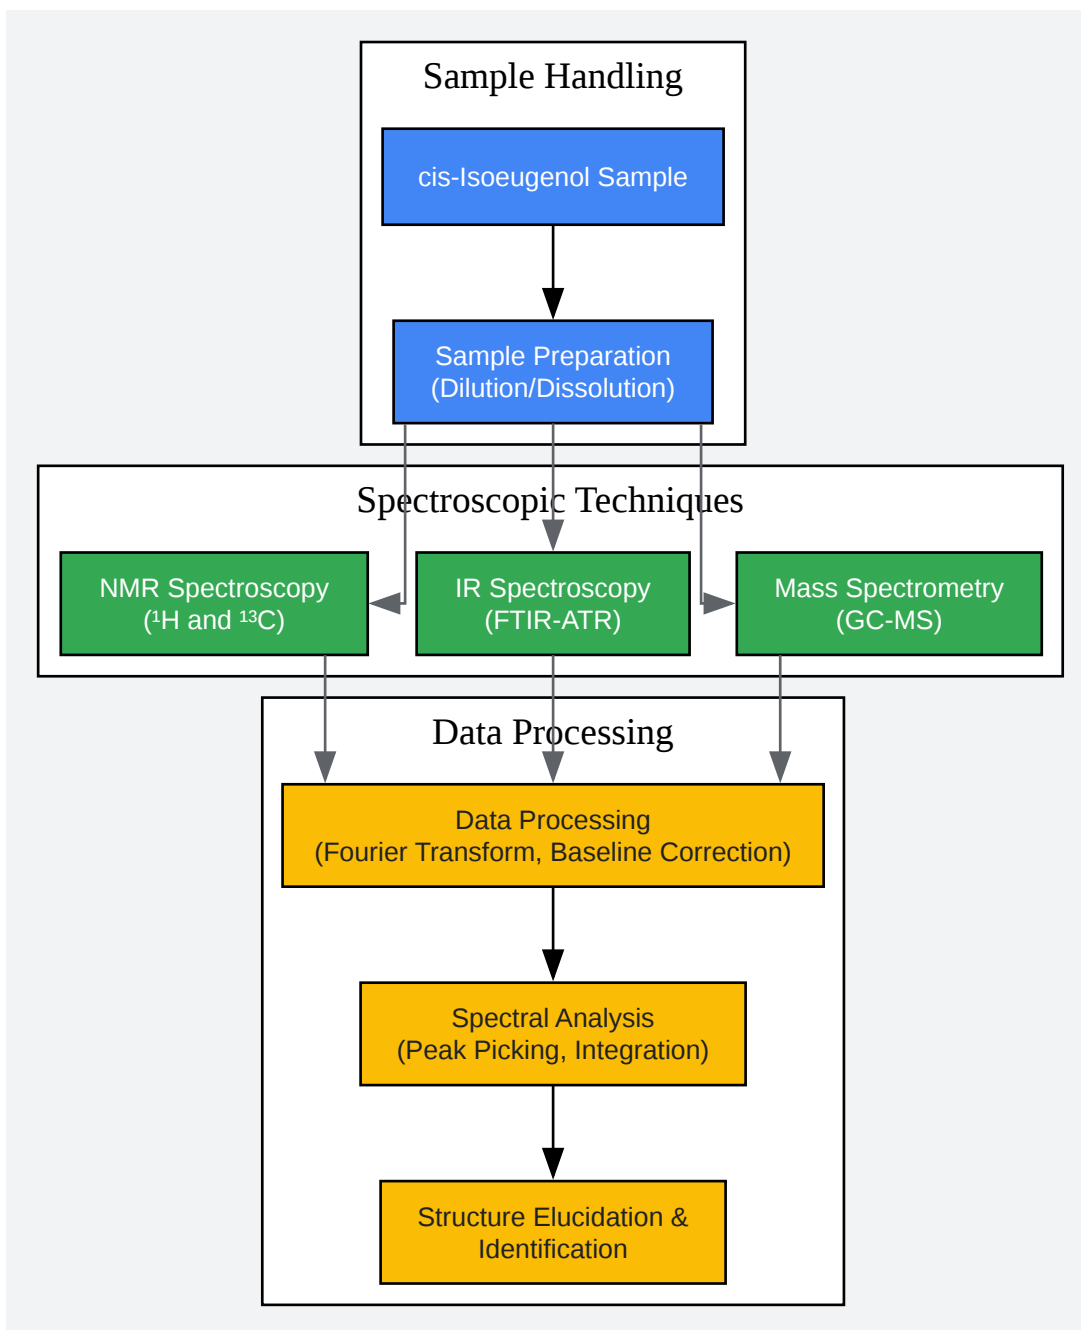 Sample Handling
cis-Isoeugenol Sample
Sample Preparation
(Dilution/Dissolution)
Spectroscopic Techniques
NMR Spectroscopy
(¹H and ¹³C)
IR Spectroscopy
(FTIR-ATR)
Mass Spectrometry
(GC-MS)
Data Processing
Data Processing
(Fourier Transform, Baseline Correction)
Spectral Analysis
(Peak Picking, Integration)
Structure Elucidation &
Identification